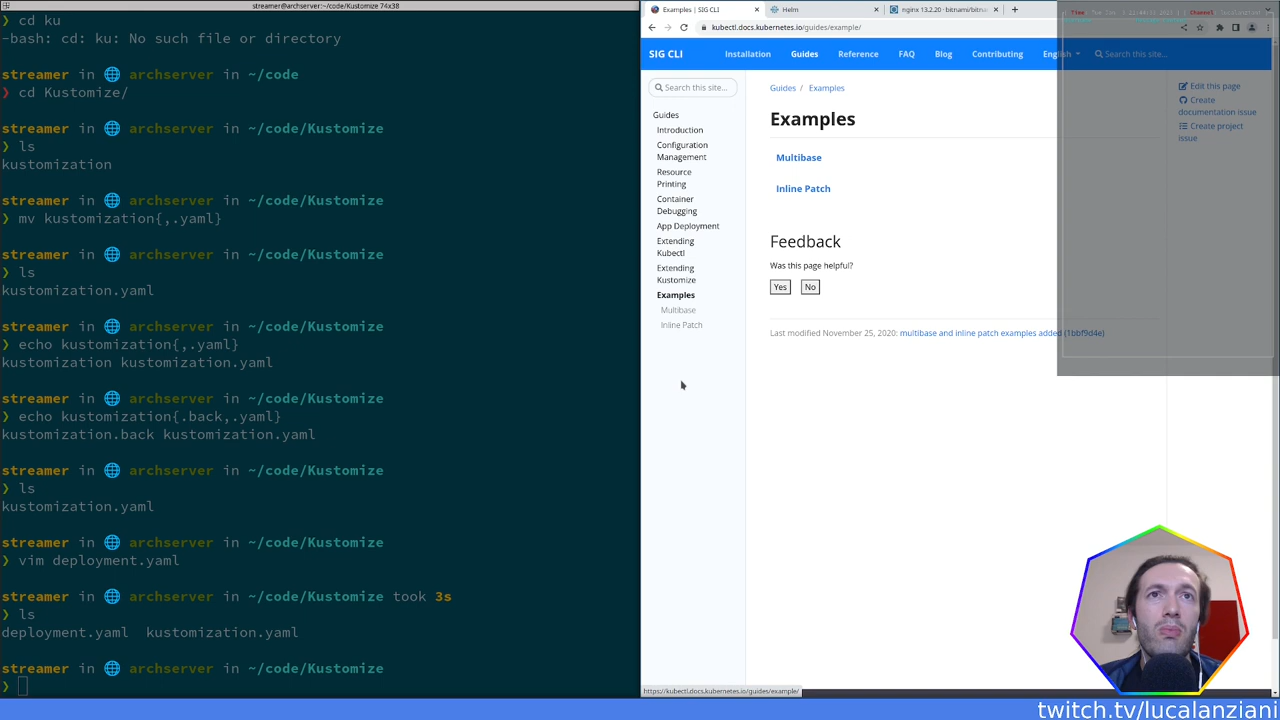 streamer@archserver:~/code/Kustomize 74x38
❯ cd ku
-bash: cd: ku: No such file or directory
streamer in 🌐 archserver in ~/code
❯ cd Kustomize/
streamer in 🌐 archserver in ~/code/Kustomize
❯ ls
kustomization
streamer in 🌐 archserver in ~/code/Kustomize
❯ mv kustomization{,.yaml}
streamer in 🌐 archserver in ~/code/Kustomize
❯ ls
kustomization.yaml
streamer in 🌐 archserver in ~/code/Kustomize
❯ echo kustomization{,.yaml}
kustomization kustomization.yaml
streamer in 🌐 archserver in ~/code/Kustomize
❯ echo kustomization{.back,.yaml}
kustomization.back kustomization.yaml
streamer in 🌐 archserver in ~/code/Kustomize
❯ ls
kustomization.yaml
streamer in 🌐 archserver in ~/code/Kustomize
❯ vim deployment.yaml
streamer in 🌐 archserver in ~/code/Kustomize took 3s
❯ ls
deployment.yaml  kustomization.yaml
streamer in 🌐 archserver in ~/code/Kustomize
❯
Examples | SIG CLI
Helm
nginx 13.2.20 · bitnami/bitna
kubectl.docs.kubernetes.io/guides/example/
SIG CLI
Installation
Guides
Reference
FAQ
Blog
Contributing
English
Search this site…
Search this site…
Guides
Introduction
Configuration
Management
Resource
Printing
Container
Debugging
App Deployment
Extending
Kubectl
Extending
Kustomize
Examples
Multibase
Inline Patch
Guides
Examples
Examples
Multibase
Inline Patch
Feedback
Was this page helpful?
Yes
No
Last modified November 25, 2020: multibase and inline patch examples added (1bbf9d4e)
Edit this page
Create
documentation issue
Create project
issue
https://kubectl.docs.kubernetes.io/guides/example/
twitch.tv/lucalanziani